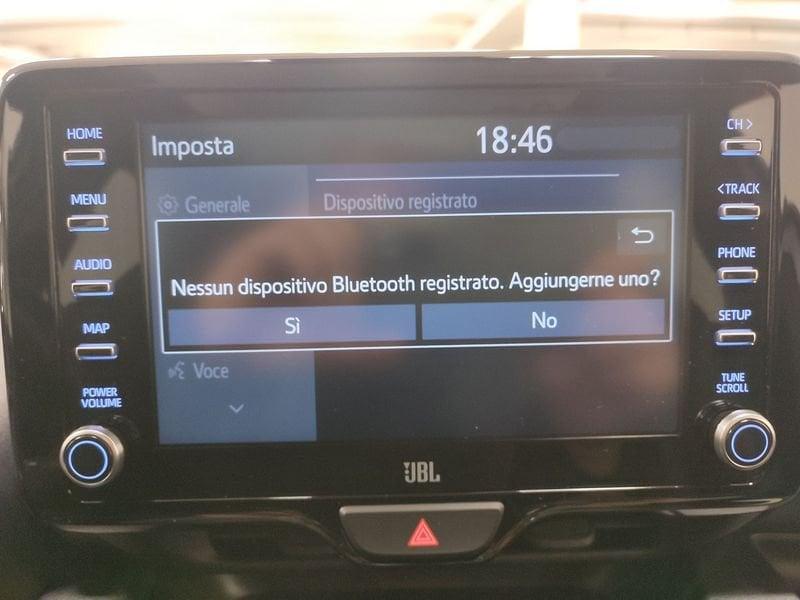 HOME
MENU
AUDIO
MAP
POWER
VOLUME
Imposta
18:46
Generale
Dispositivo registrato
Nessun dispositivo Bluetooth registrato. Aggiungerne uno?
Sì
No
Voce
CH >
< TRACK
PHONE
SETUP
TUNE
SCROLL
JBL